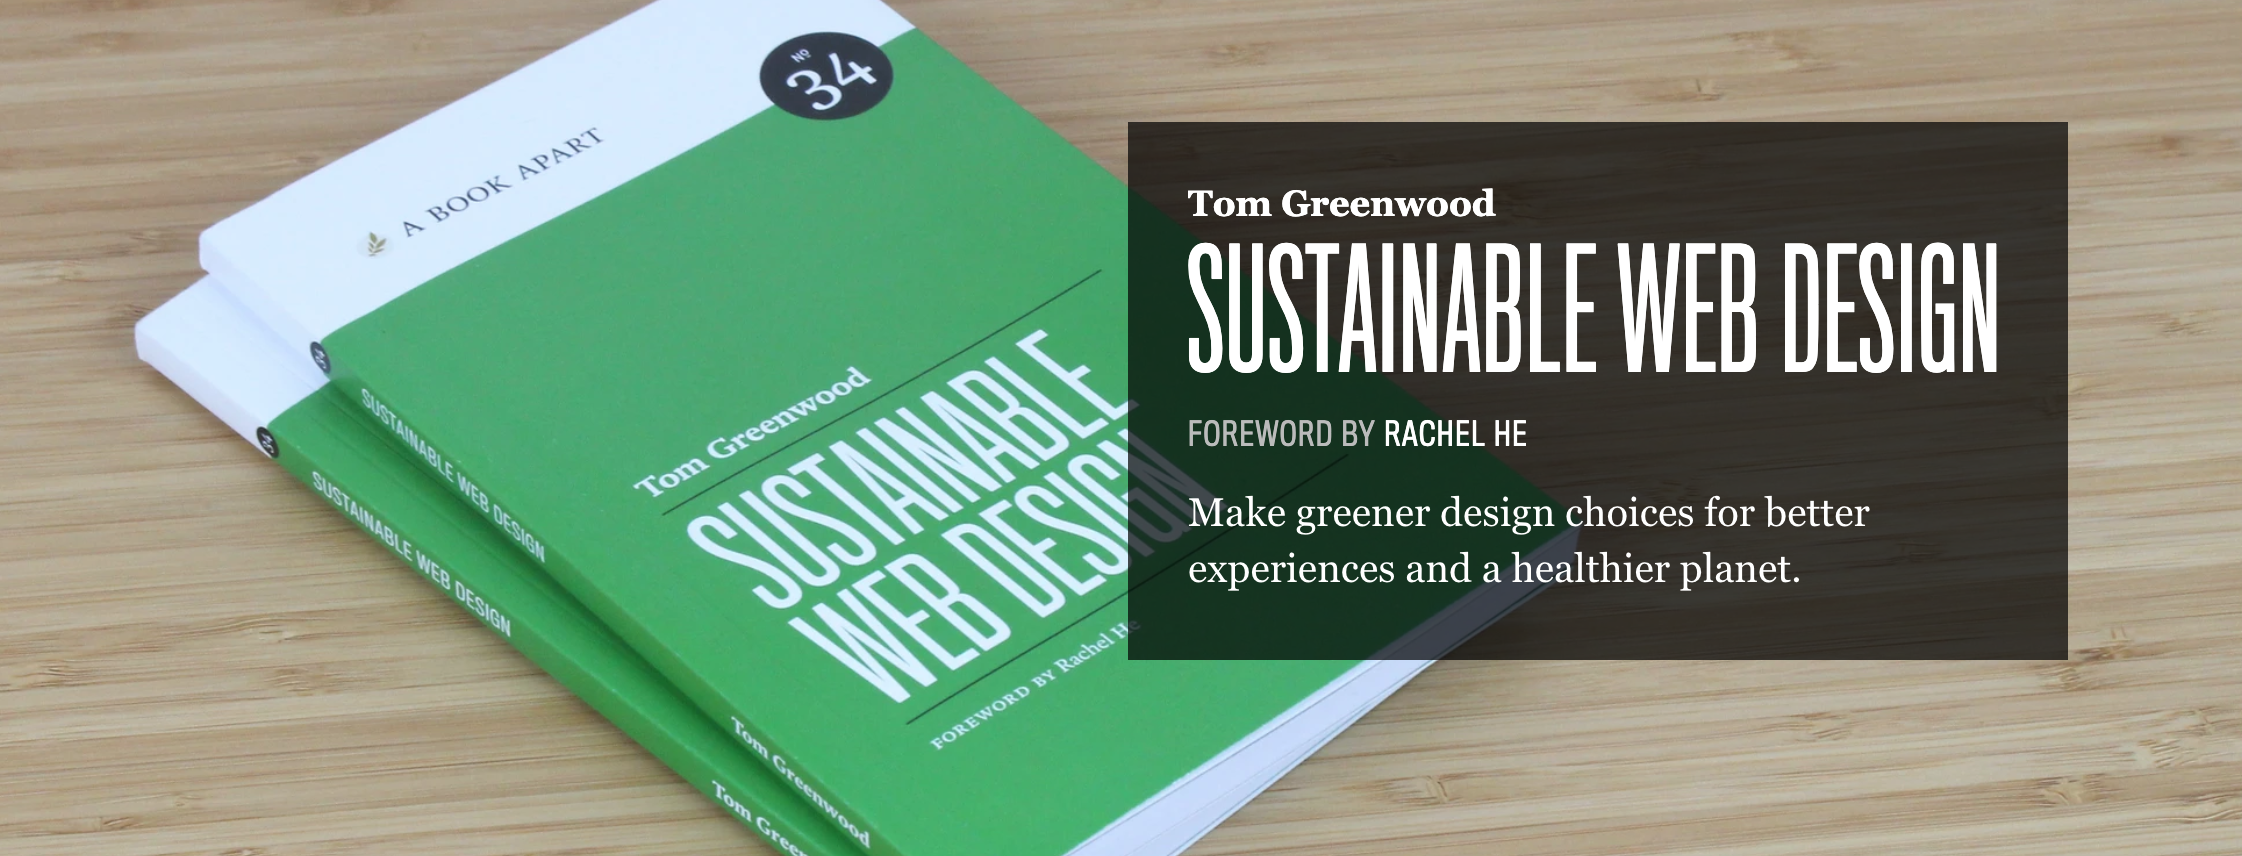 Nº
34
A BOOK APART
Tom Greenwood
SUSTAINABLE
WEB DESIGN
FOREWORD BY Rachel He
34
SUSTAINABLE WEB DESIGN
Tom Greenwood
34
SUSTAINABLE WEB DESIGN
Tom
Tom Greenwood
SUSTAINABLE WEB DESIGN
FOREWORD BY RACHEL HE
Make greener design choices for better
experiences and a healthier planet.